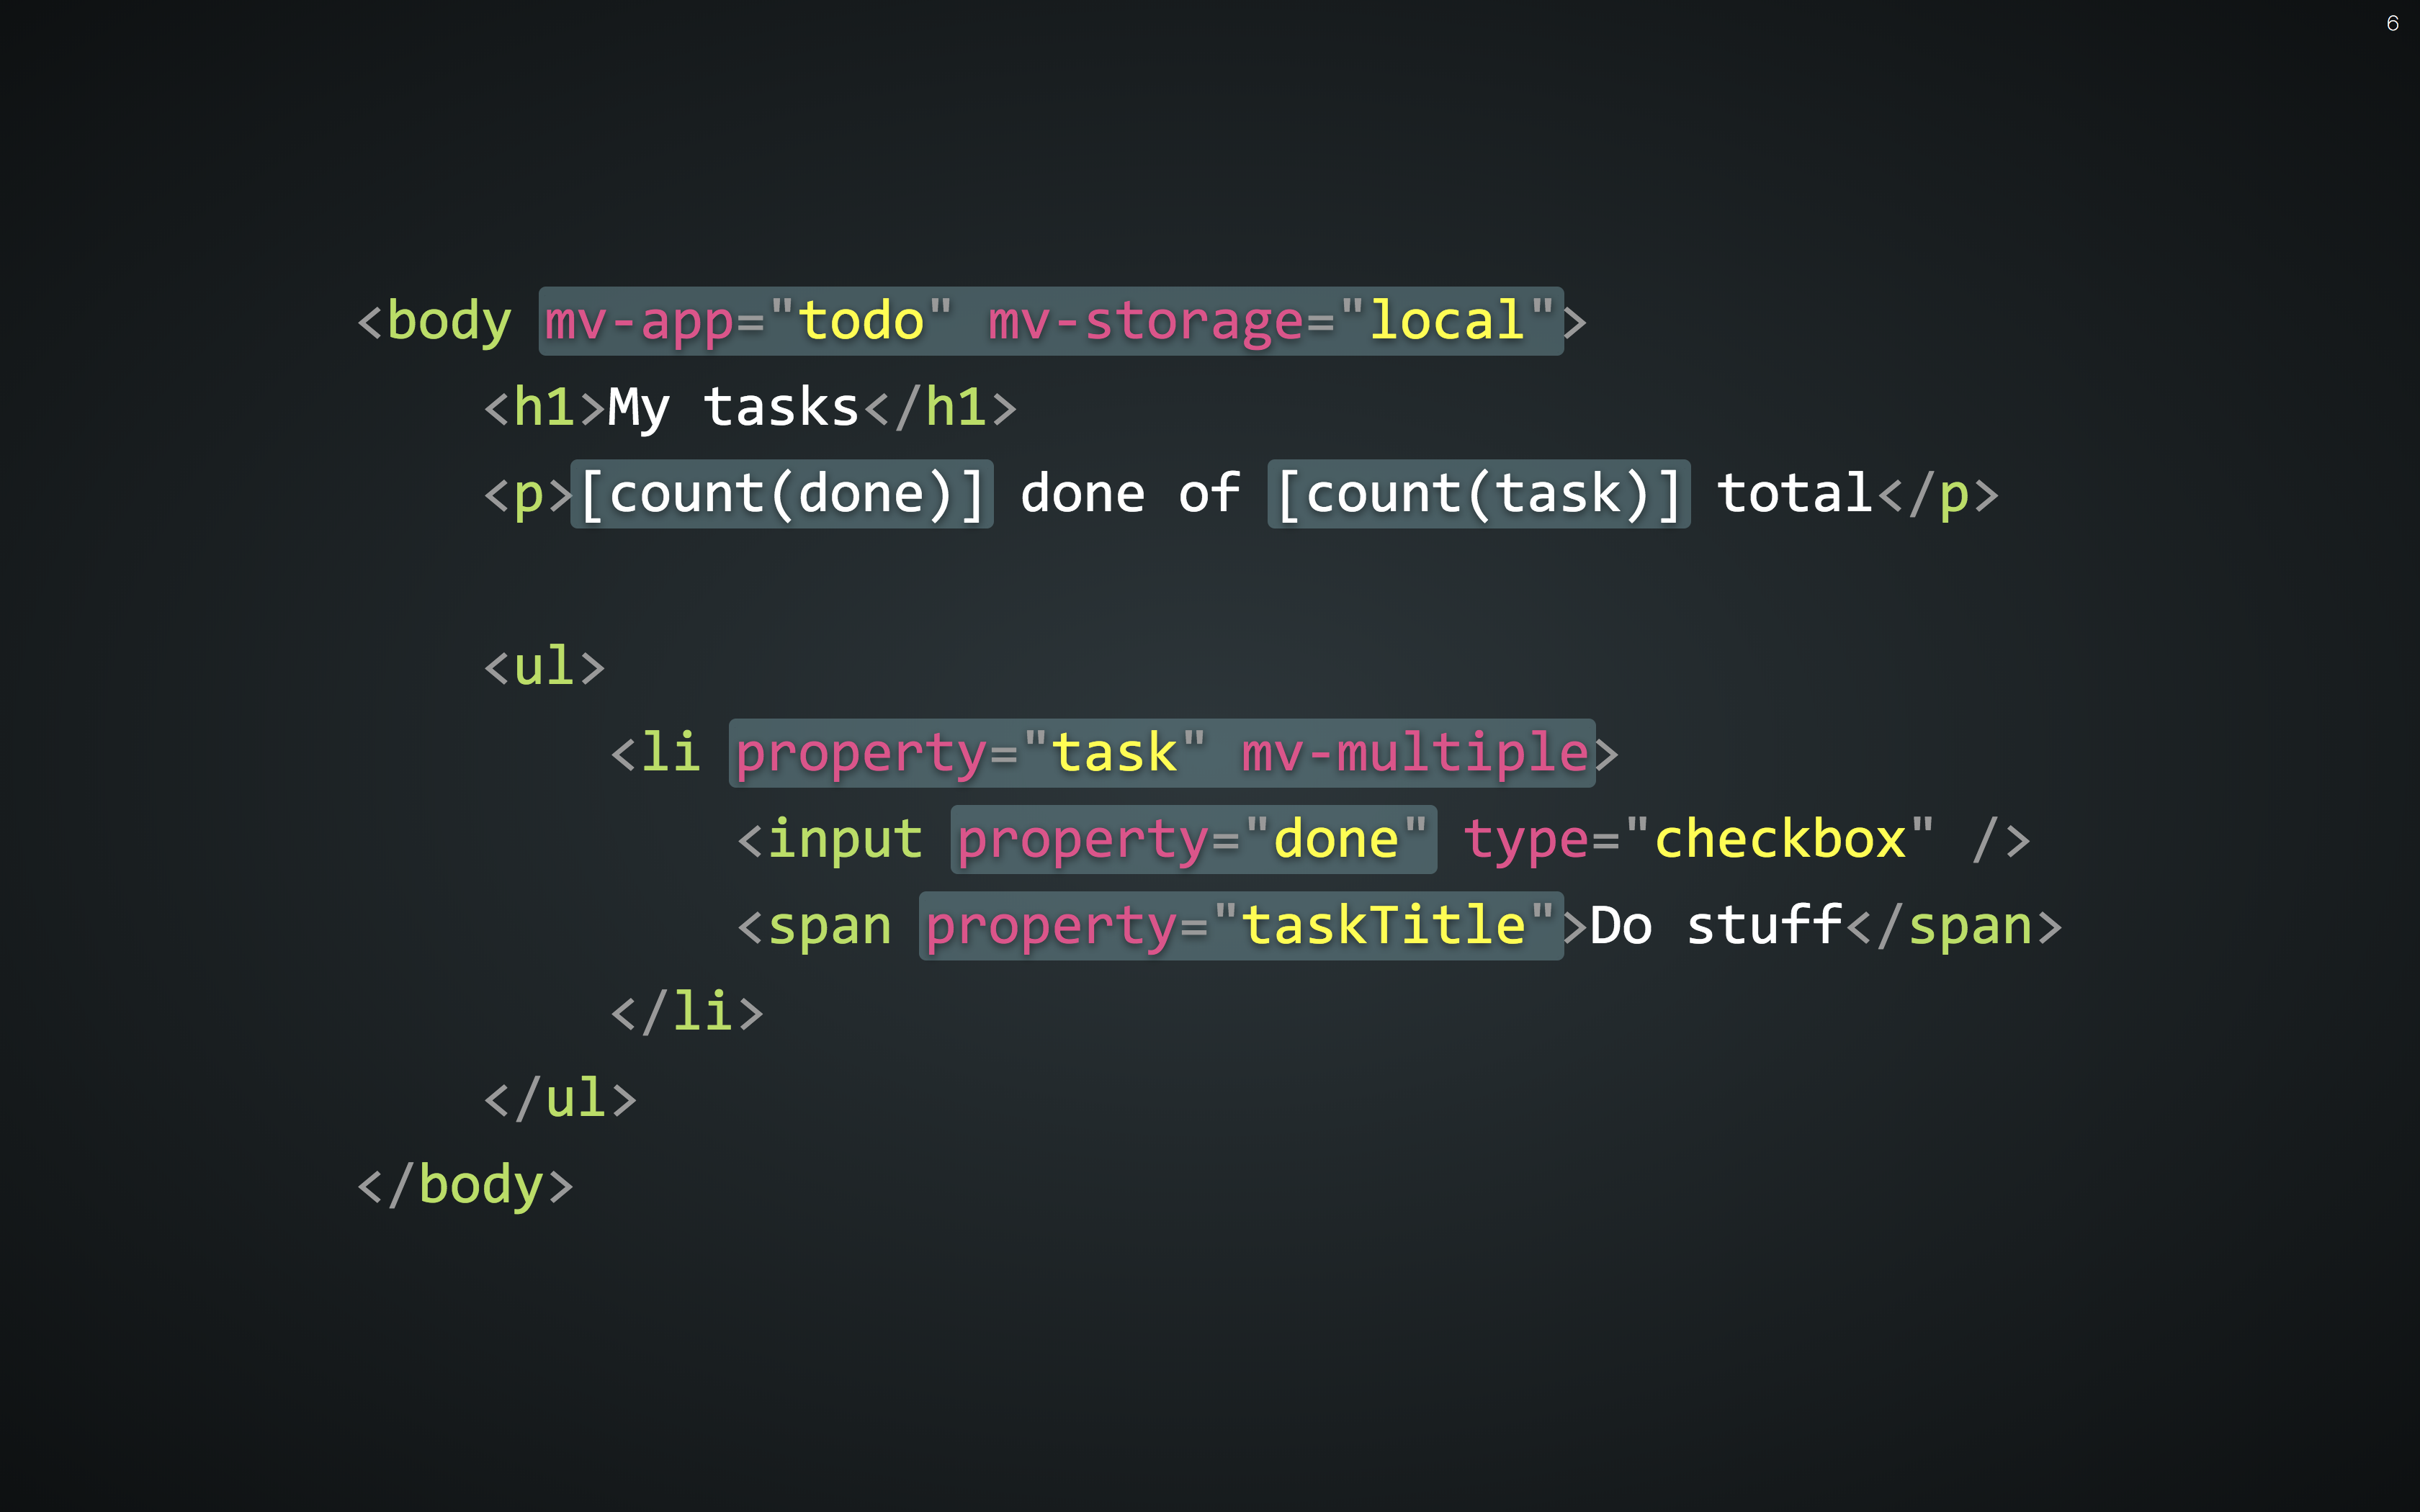 6
<body mv-app="todo" mv-storage="local">
    <h1>My tasks</h1>
    <p>[count(done)] done of [count(task)] total</p>

    <ul>
        <li property="task" mv-multiple>
            <input property="done" type="checkbox" />
            <span property="taskTitle">Do stuff</span>
        </li>
    </ul>
</body>